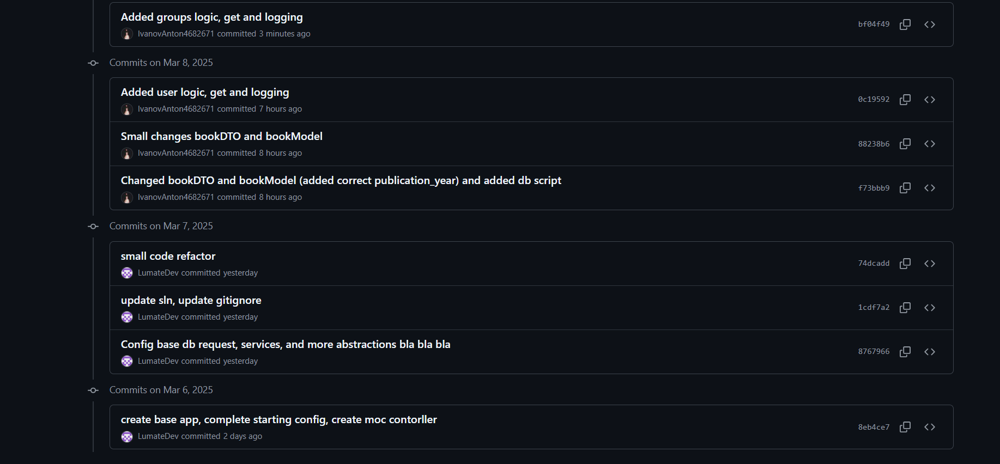 Added groups logic, get and logging
IvanovAnton4682671 committed 3 minutes ago
bf04f49
Commits on Mar 8, 2025
Added user logic, get and logging
IvanovAnton4682671 committed 7 hours ago
0c19592
Small changes bookDTO and bookModel
IvanovAnton4682671 committed 8 hours ago
88238b6
Changed bookDTO and bookModel (added correct publication_year) and added db script
IvanovAnton4682671 committed 8 hours ago
f73bbb9
Commits on Mar 7, 2025
small code refactor
LumateDev committed yesterday
74dcadd
update sln, update gitignore
LumateDev committed yesterday
1cdf7a2
Config base db request, services, and more abstractions bla bla bla
LumateDev committed yesterday
8767966
Commits on Mar 6, 2025
create base app, complete starting config, create moc contorller
LumateDev committed 2 days ago
8eb4ce7